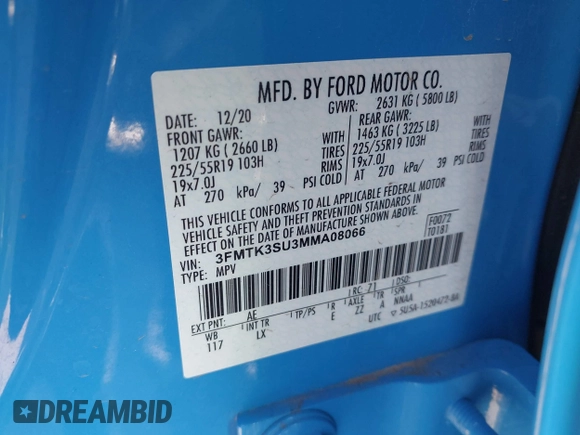 MFD. BY FORD MOTOR CO.
DATE: 12/20 GVWR: 2631 KG ( 5800 LB)
FRONT GAWR: REAR GAWR:
1207 KG ( 2660 LB) WITH 1463 KG ( 3225 LB) WITH
225/55R19 103H TIRES 225/55R19 103H TIRES
19x7.0J RIMS 19x7.0J RIMS
AT 270 kPa/ 39 PSI COLD AT 270 kPa/ 39 PSI COLD
THIS VEHICLE CONFORMS TO ALL APPLICABLE FEDERAL MOTOR
VEHICLE SAFETY AND THEFT PREVENTION STANDARDS IN
EFFECT ON THE DATE OF MANUFACTURE SHOWN ABOVE.
VIN: 3FMTK3SU3MMA08066 F0072
TYPE: MPV T0181
EXT PNT: AE RC: Z DSO:
WB INT TR TP/PS R AXLE TR SPR
117 LX E ZZ A NNAA
UTC
DREAMBID